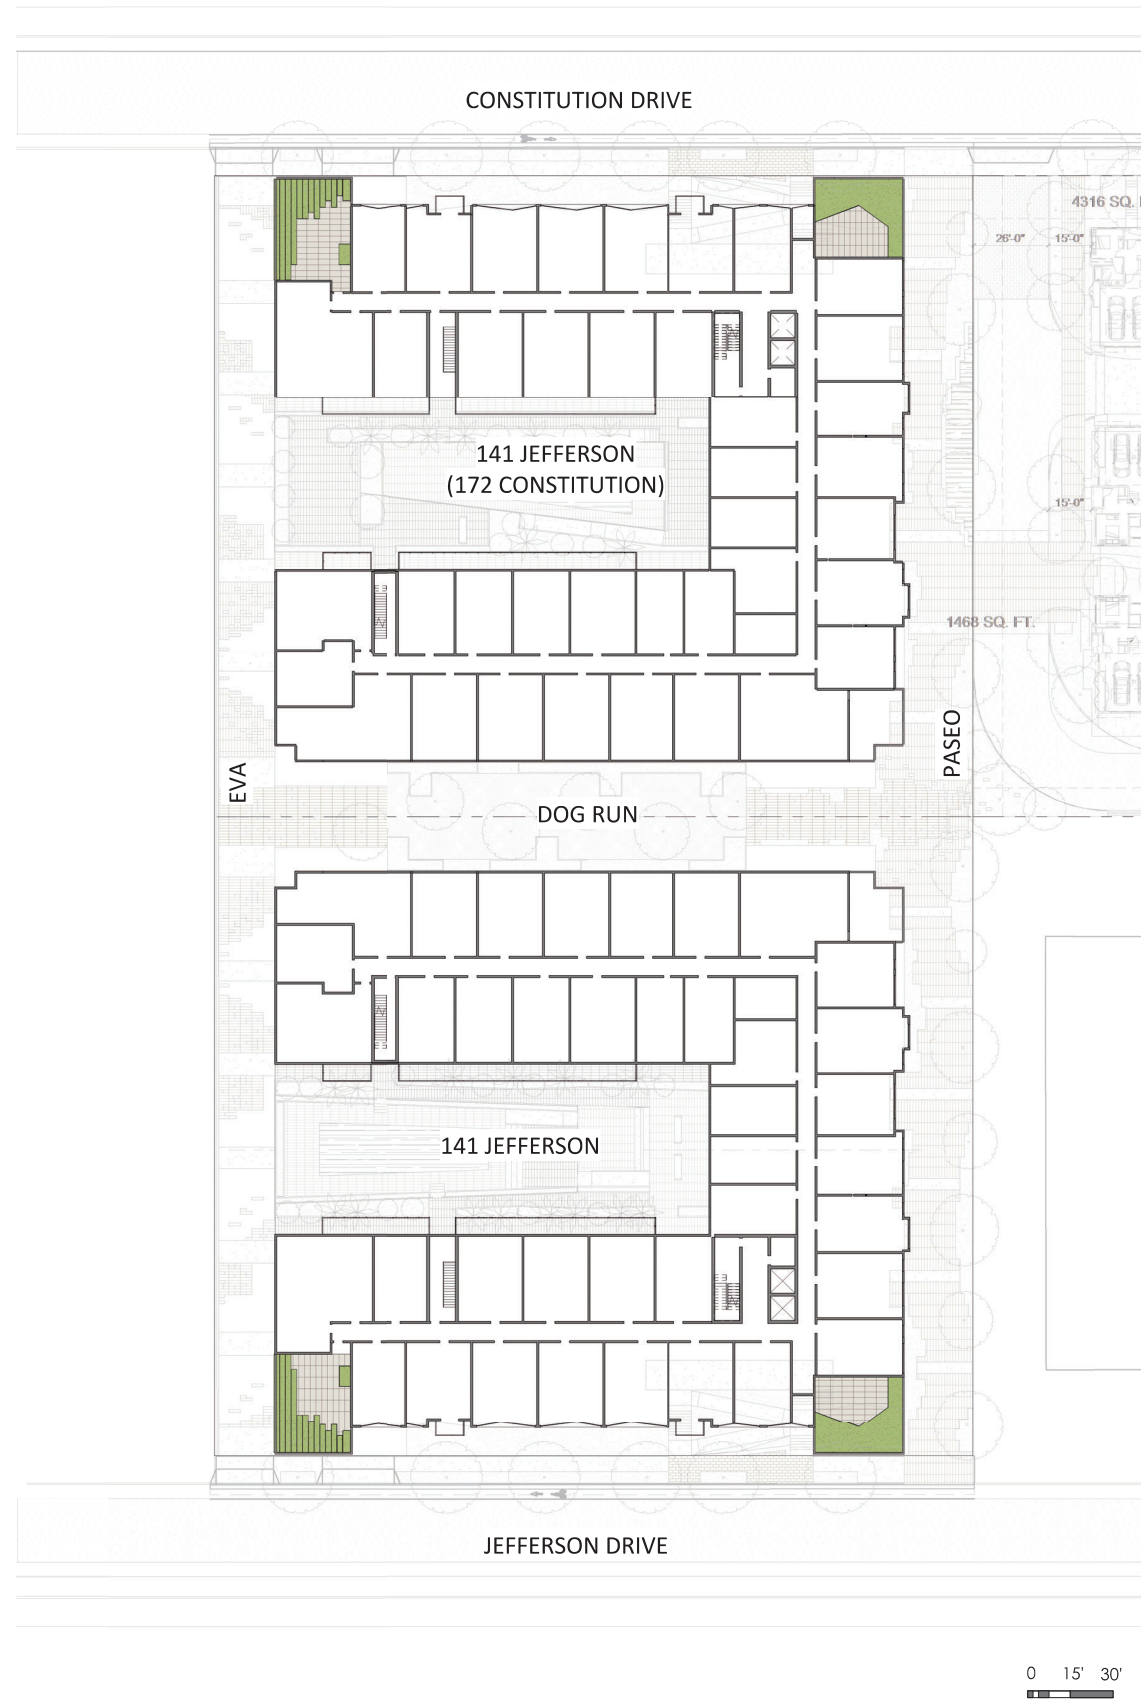 CONSTITUTION DRIVE
4316 SQ.
26'-0"
15'-0"
141 JEFFERSON
(172 CONSTITUTION)
15'-0"
1468 SQ. FT.
EVA
PASEO
DOG RUN
141 JEFFERSON
JEFFERSON DRIVE
0 15' 30'